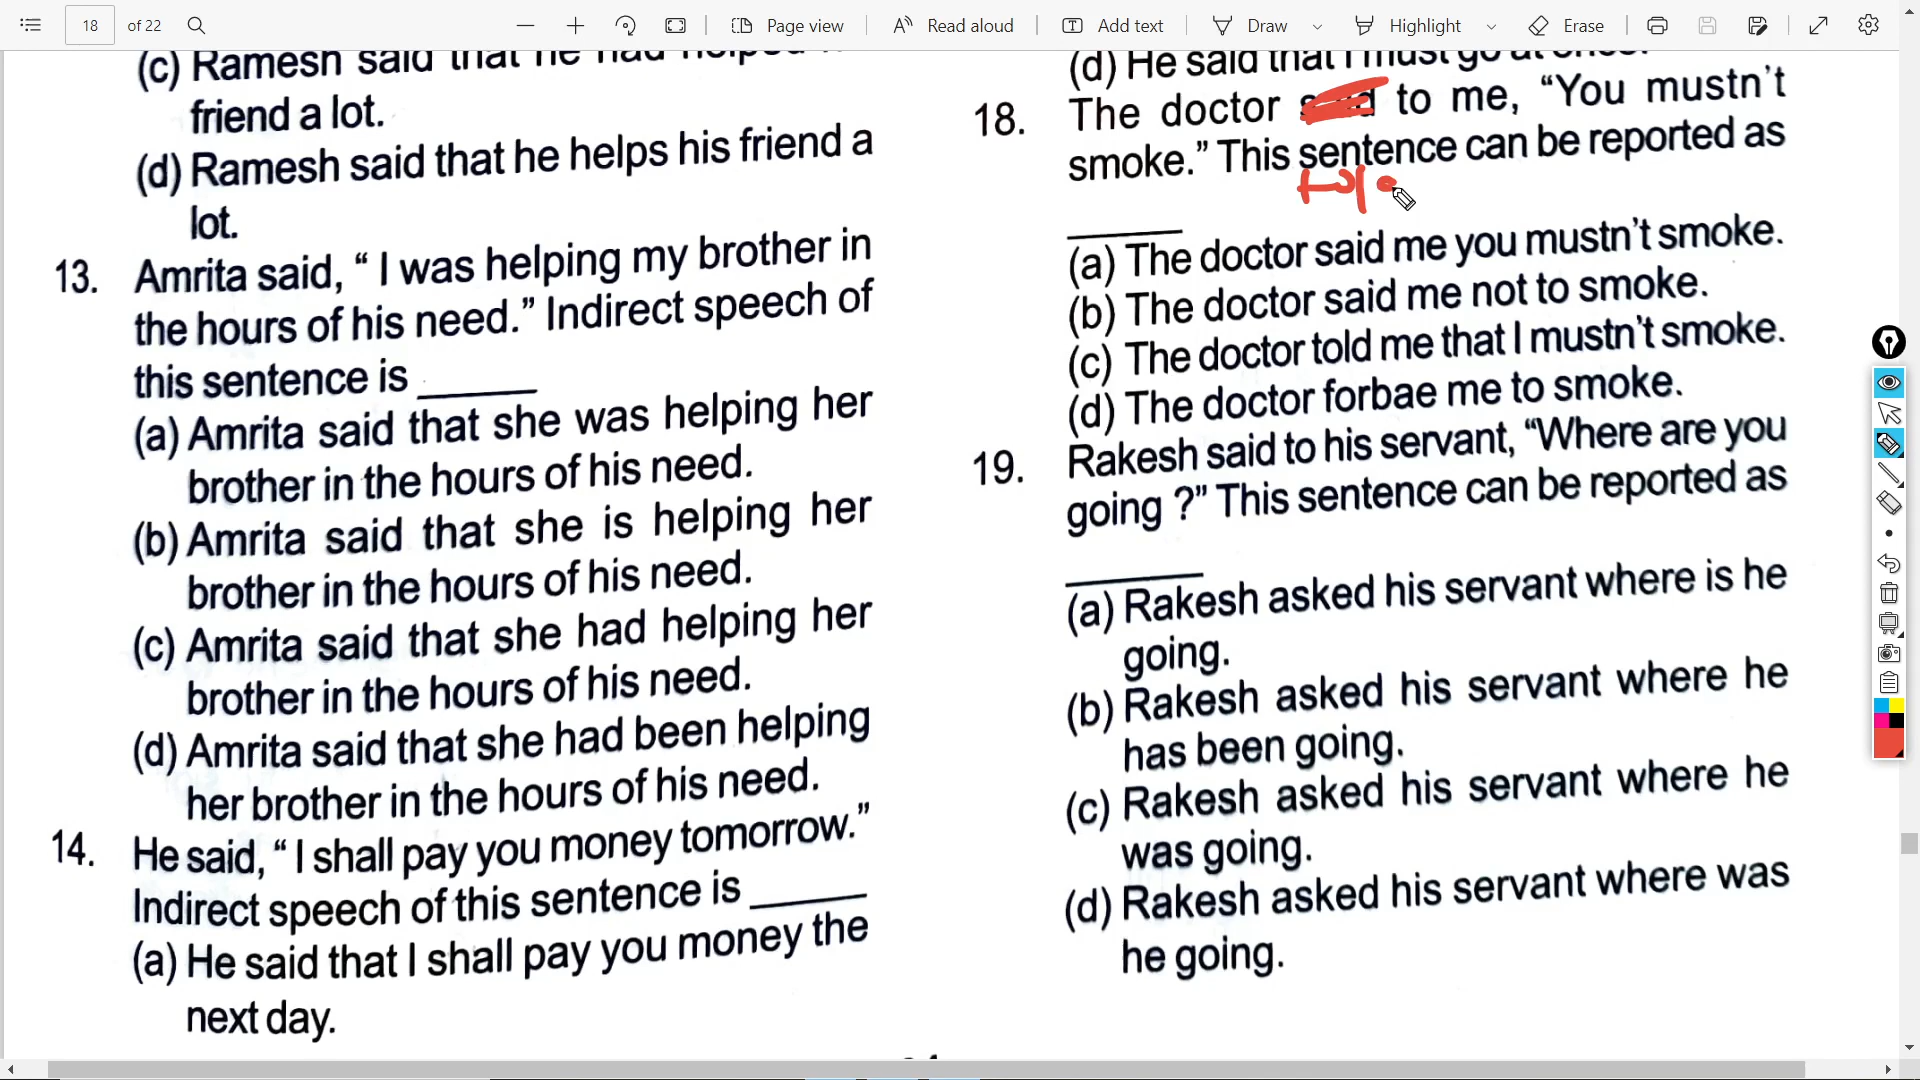 18 of 22 Page view Read aloud Add text Draw Highlight Erase
(c) Ramesh said that he had helped
friend a lot.
(d) Ramesh said that he helps his friend a
lot.
13. Amrita said, “ I was helping my brother in
the hours of his need.” Indirect speech of
this sentence is ______
(a) Amrita said that she was helping her
brother in the hours of his need.
(b) Amrita said that she is helping her
brother in the hours of his need.
(c) Amrita said that she had helping her
brother in the hours of his need.
(d) Amrita said that she had been helping
her brother in the hours of his need.
14. He said, “ I shall pay you money tomorrow.”
Indirect speech of this sentence is ______
(a) He said that I shall pay you money the
next day.
(d) He said that I must go at once.
18. The doctor to me, “You mustn’t
smoke.” This sentence can be reported as
______
(a) The doctor said me you mustn’t smoke.
(b) The doctor said me not to smoke.
(c) The doctor told me that I mustn’t smoke.
(d) The doctor forbae me to smoke.
19. Rakesh said to his servant, “Where are you
going ?” This sentence can be reported as
______
(a) Rakesh asked his servant where is he
going.
(b) Rakesh asked his servant where he
has been going.
(c) Rakesh asked his servant where he
was going.
(d) Rakesh asked his servant where was
he going.